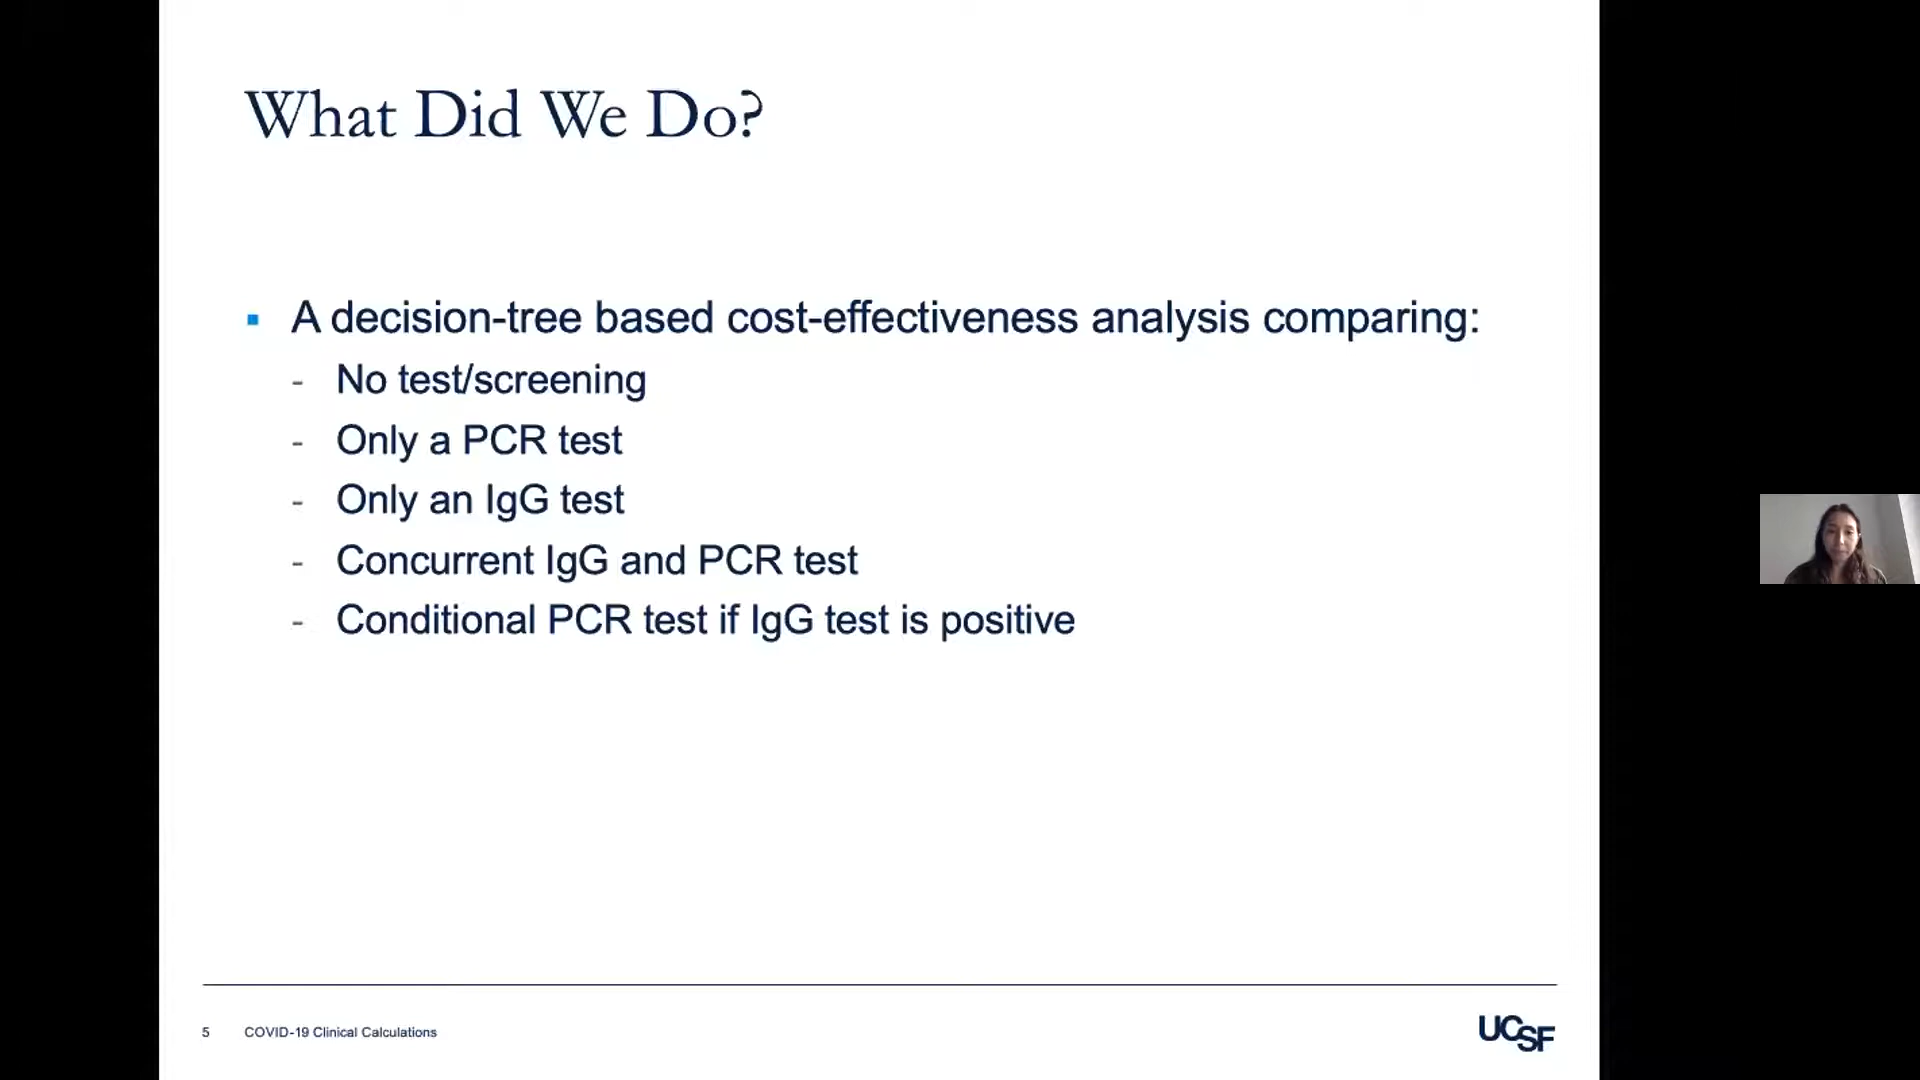 What Did We Do?
▪ A decision-tree based cost-effectiveness analysis comparing:
- No test/screening
- Only a PCR test
- Only an IgG test
- Concurrent IgG and PCR test
- Conditional PCR test if IgG test is positive
5 COVID-19 Clinical Calculations
UCSF